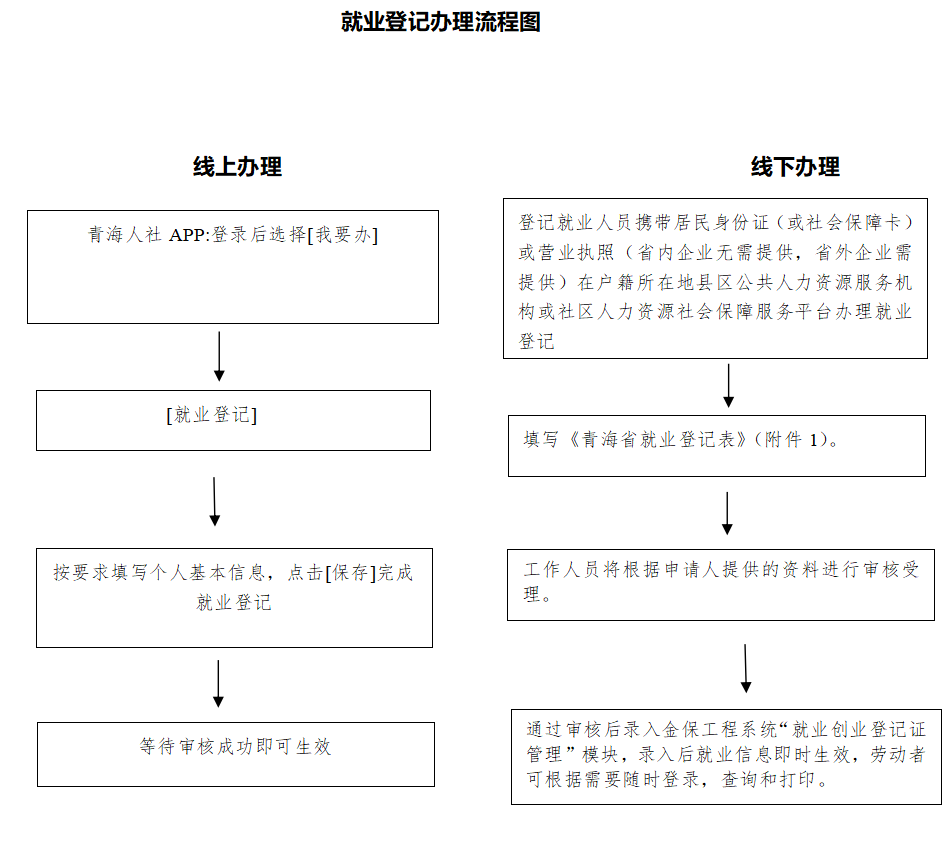 就业登记办理流程图
线上办理
青海人社 APP:登录后选择[我要办]
[就业登记]
按要求填写个人基本信息，点击[保存]完成
就业登记
等待审核成功即可生效
线下办理
登记就业人员携带居民身份证（或社会保障卡）
或营业执照（省内企业无需提供，省外企业需
提供）在户籍所在地县区公共人力资源服务机
构或社区人力资源社会保障服务平台办理就业
登记
填写《青海省就业登记表》（附件 1）。
工作人员将根据申请人提供的资料进行审核受
理。
通过审核后录入金保工程系统“就业创业登记证
管理”模块，录入后就业信息即时生效，劳动者
可根据需要随时登录，查询和打印。